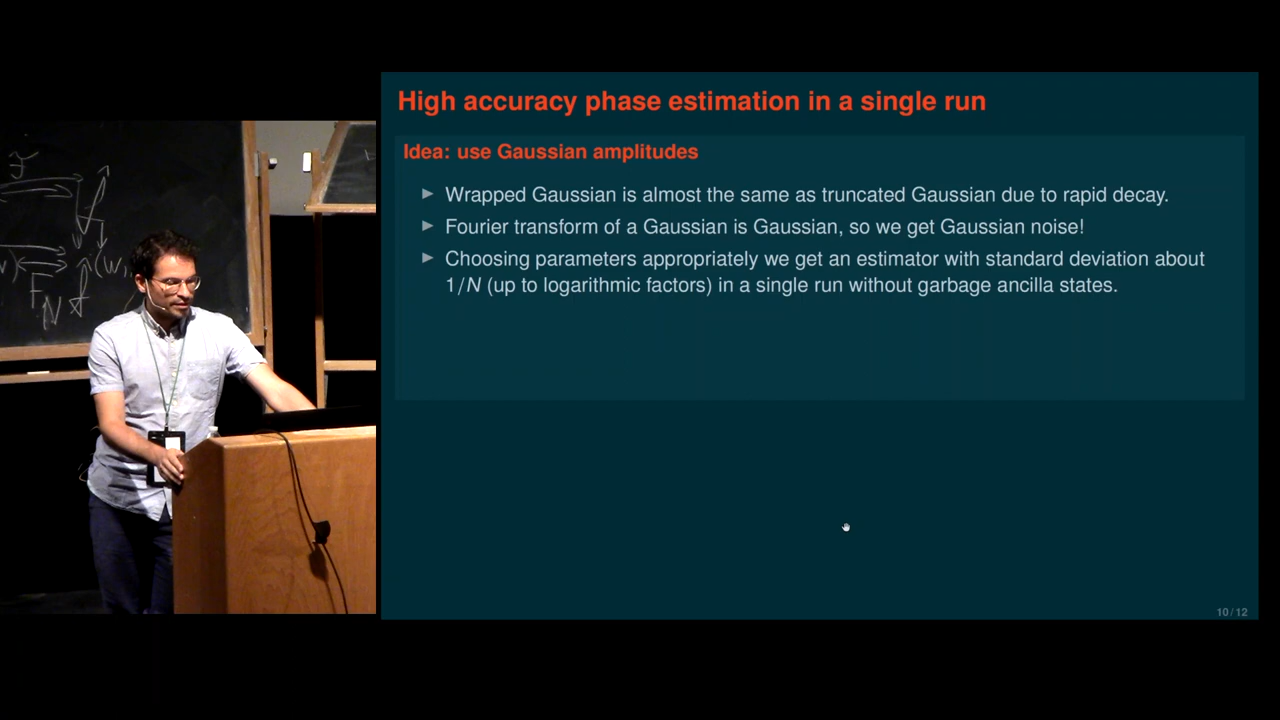 High accuracy phase estimation in a single run
Idea: use Gaussian amplitudes
► Wrapped Gaussian is almost the same as truncated Gaussian due to rapid decay.
► Fourier transform of a Gaussian is Gaussian, so we get Gaussian noise!
► Choosing parameters appropriately we get an estimator with standard deviation about
1/N (up to logarithmic factors) in a single run without garbage ancilla states.
10 / 12